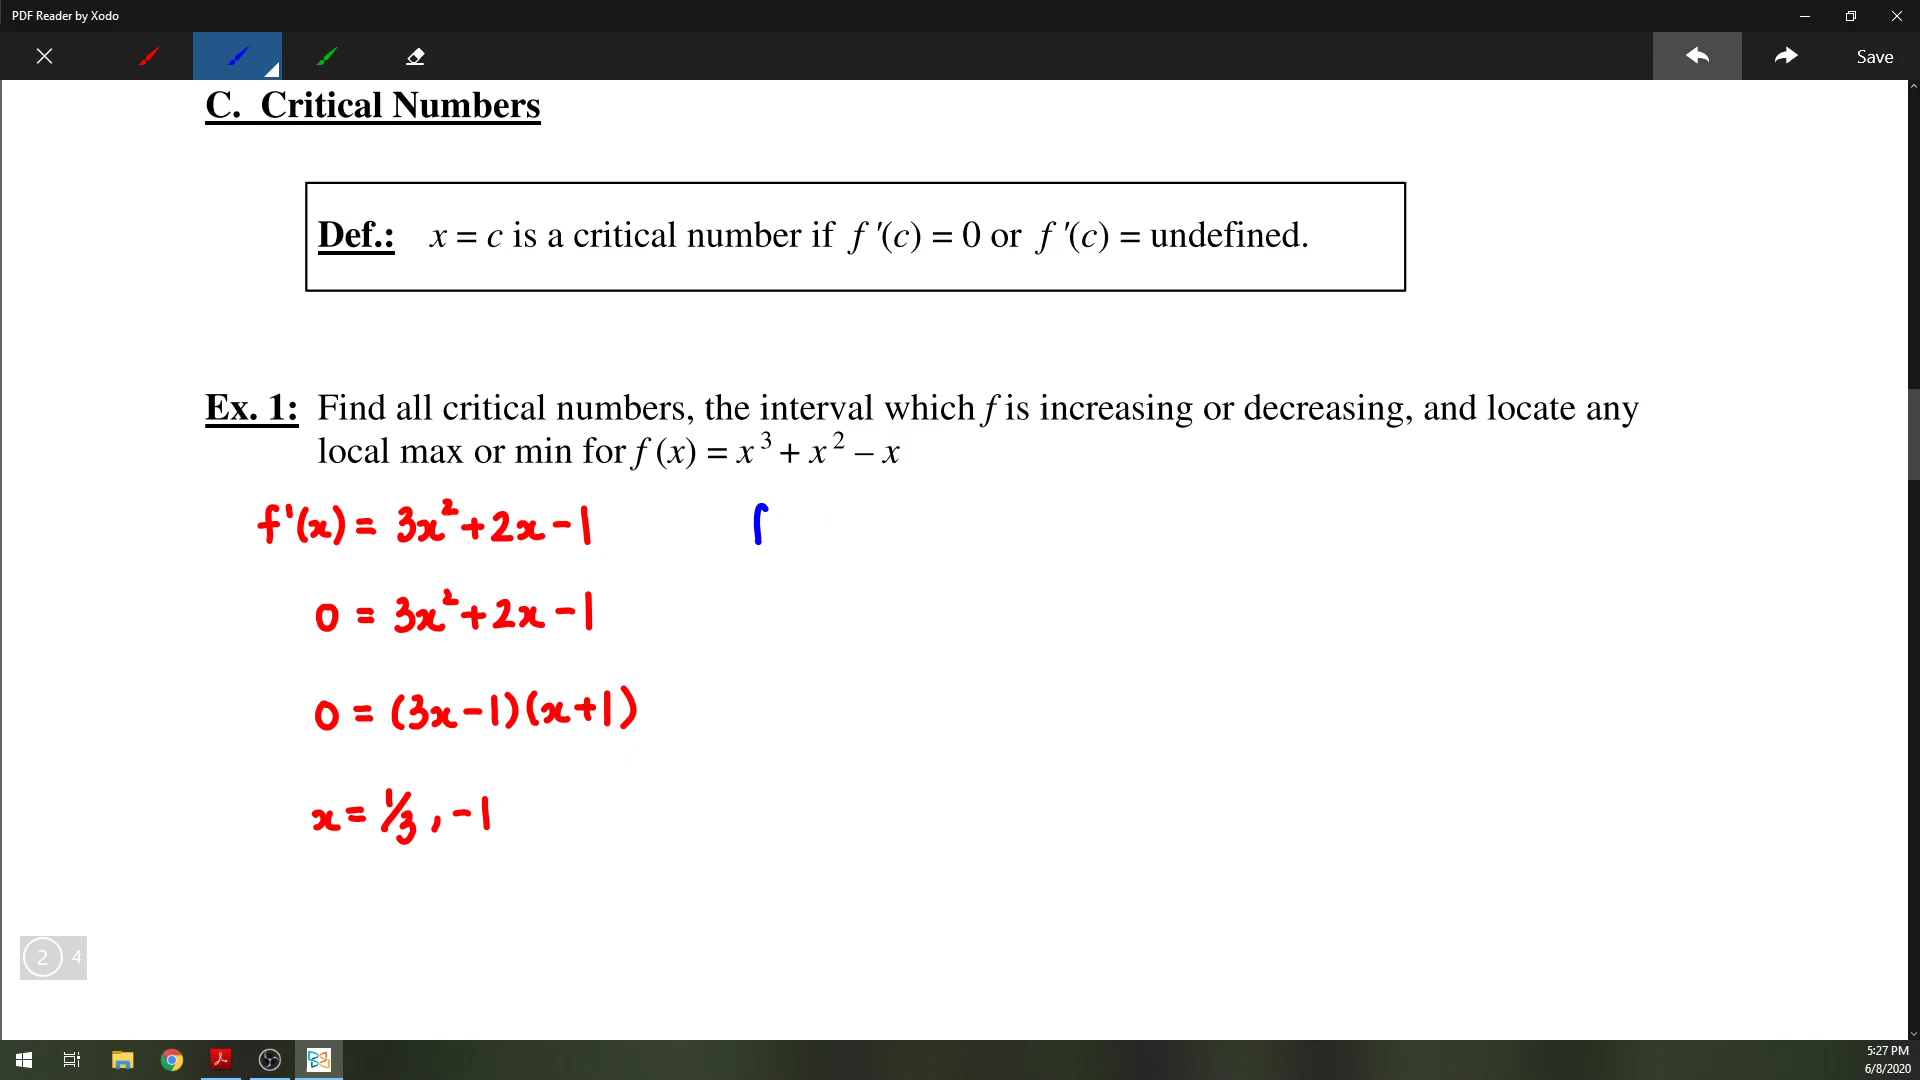 PDF Reader by Xodo
Save
C. Critical Numbers
Def.: x = c is a critical number if f '(c) = 0 or f '(c) = undefined.
Ex. 1: Find all critical numbers, the interval which f is increasing or decreasing, and locate any
local max or min for f (x) = x³ + x² – x
f'(x) = 3x² + 2x - 1
0 = 3x² + 2x - 1
0 = (3x - 1)(x + 1)
x = 1/3, -1
2 4
5:27 PM
6/8/2020